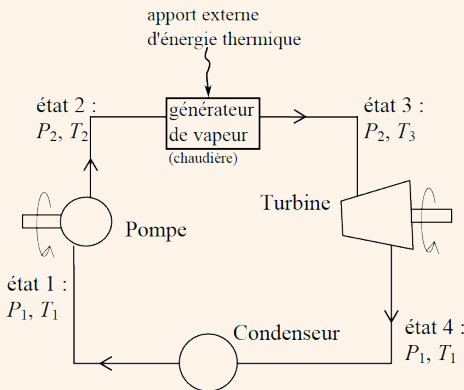 apport externe
d'énergie thermique
état 2 :
P₂, T₂
générateur
de vapeur
(chaudière)
état 3 :
P₂, T₃
Turbine
Pompe
état 1 :
P₁, T₁
Condenseur
état 4 :
P₁, T₁